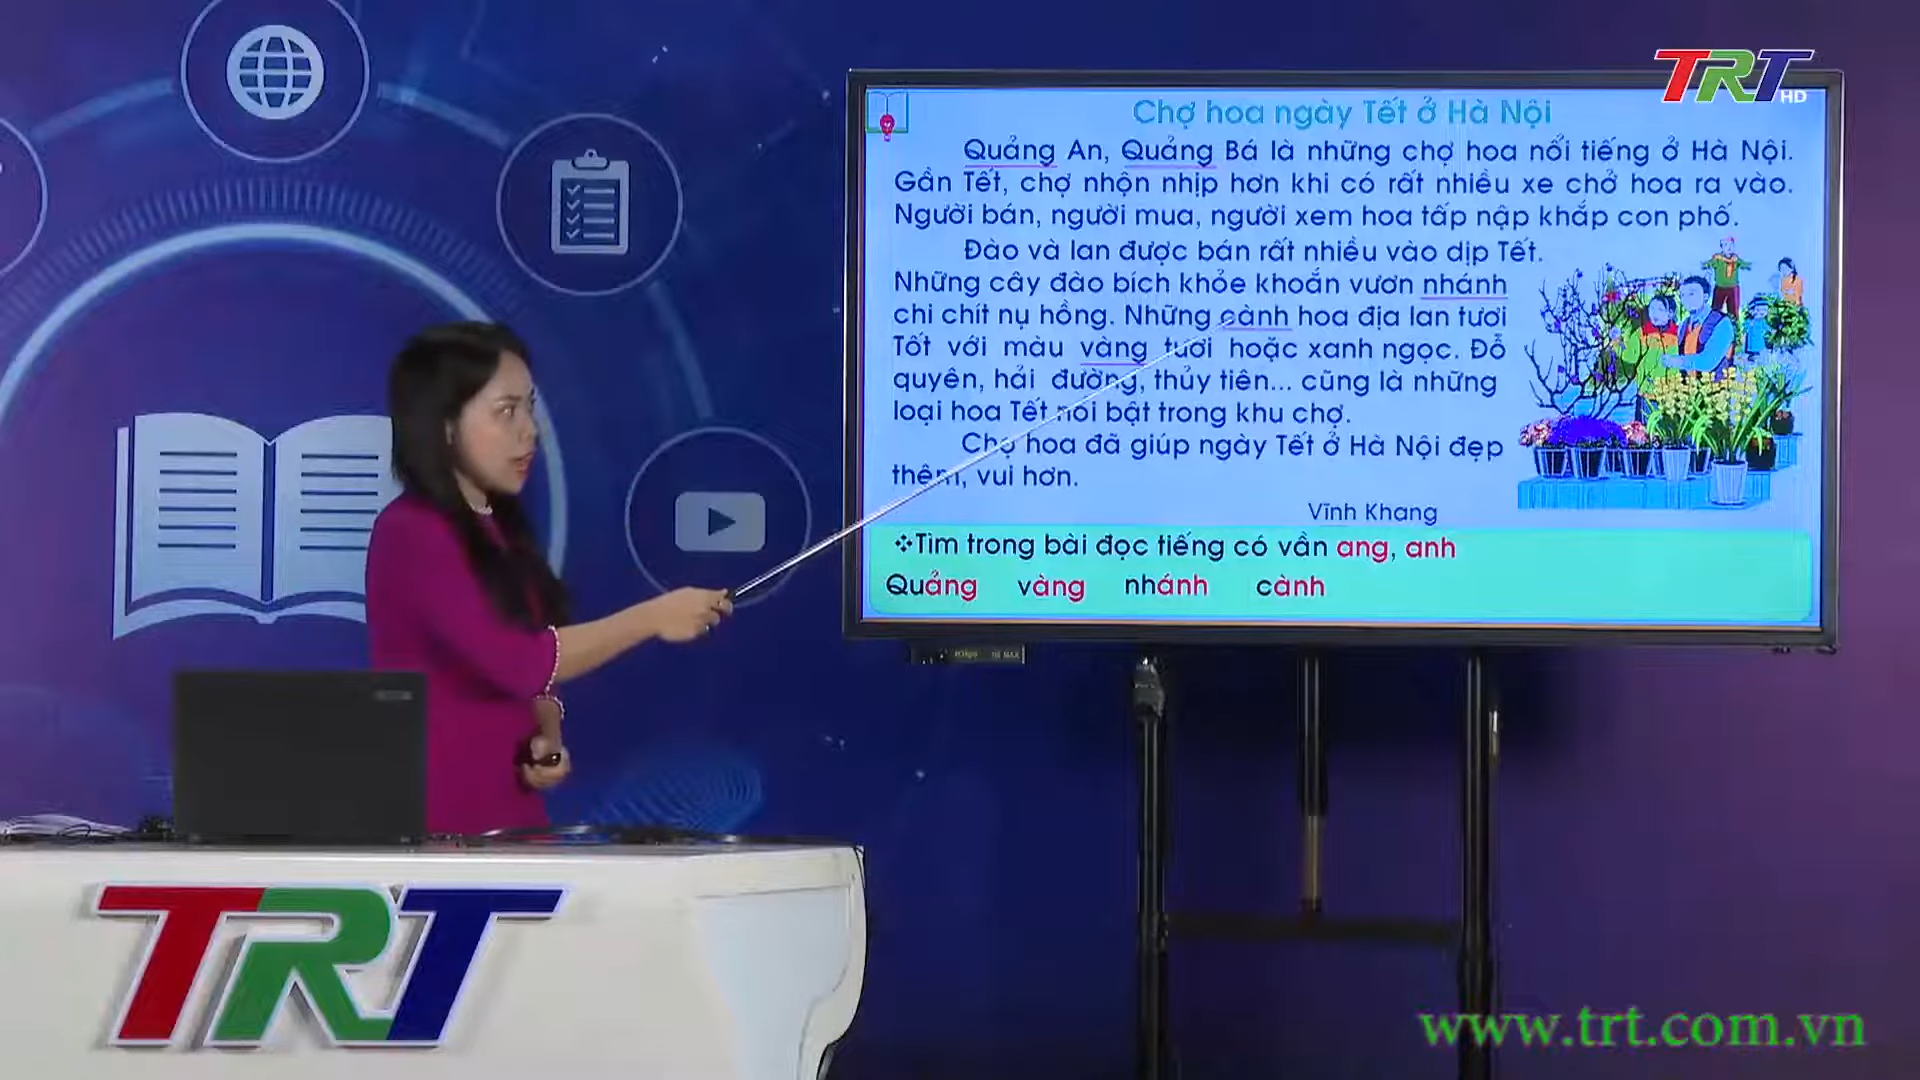 TRT HD
Chợ hoa ngày Tết ở Hà Nội
Quảng An, Quảng Bá là những chợ hoa nổi tiếng ở Hà Nội.
Gần Tết, chợ nhộn nhịp hơn khi có rất nhiều xe chở hoa ra vào.
Người bán, người mua, người xem hoa tấp nập khắp con phố.
Đào và lan được bán rất nhiều vào dịp Tết.
Những cây đào bích khỏe khoắn vươn nhánh
chi chít nụ hồng. Những cành hoa địa lan tươi
Tốt với màu vàng tươi hoặc xanh ngọc. Đỗ
quyên, hải đường, thủy tiên... cũng là những
loại hoa Tết nổi bật trong khu chợ.
Chợ hoa đã giúp ngày Tết ở Hà Nội đẹp
thêm, vui hơn.
Vĩnh Khang
❖Tìm trong bài đọc tiếng có vần ang, anh
Quảng vàng nhánh cành
TRT
www.trt.com.vn